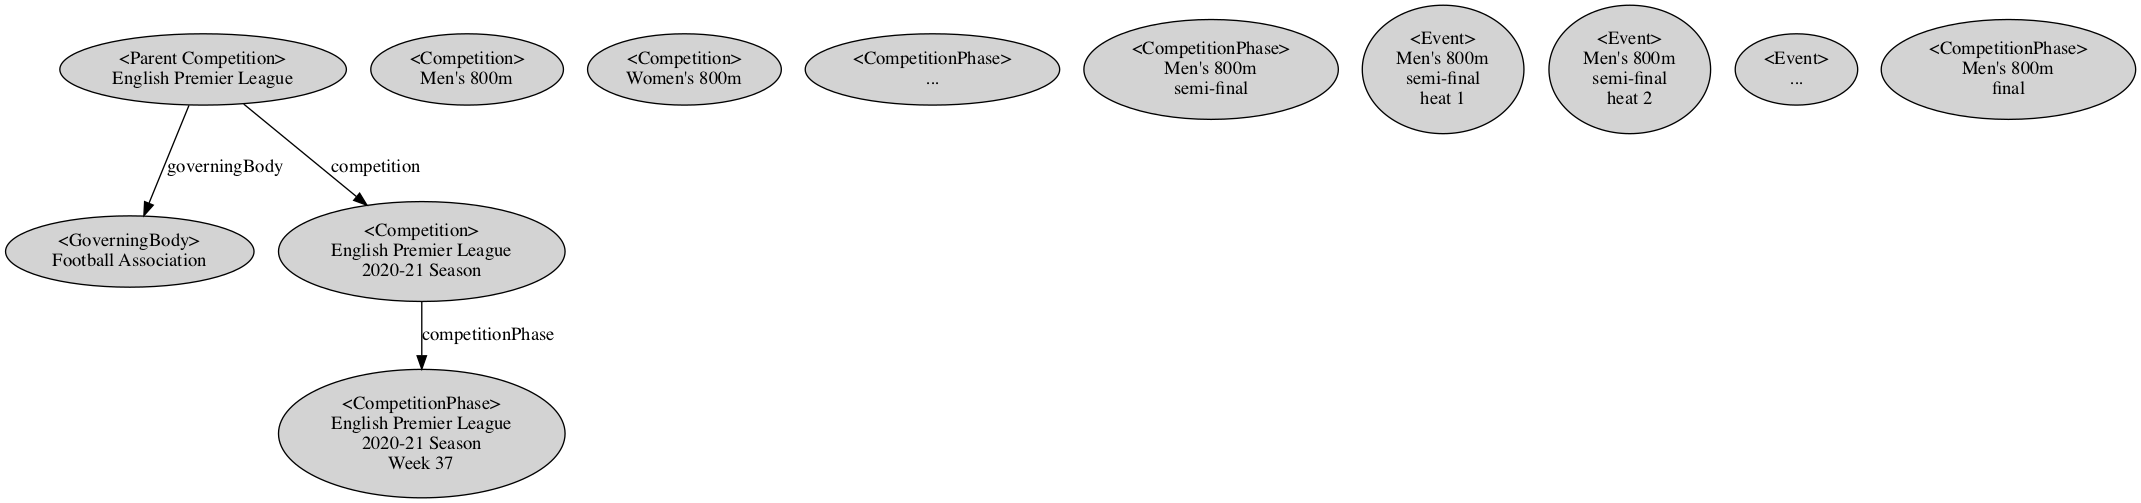 <Parent Competition>
English Premier League
<Competition>
Men's 800m
<Competition>
Women's 800m
<CompetitionPhase>
...
<CompetitionPhase>
Men's 800m
semi-final
<Event>
Men's 800m
semi-final
heat 1
<Event>
Men's 800m
semi-final
heat 2
<Event>
...
<CompetitionPhase>
Men's 800m
final
governingBody
competition
<GoverningBody>
Football Association
<Competition>
English Premier League
2020-21 Season
competitionPhase
<CompetitionPhase>
English Premier League
2020-21 Season
Week 37